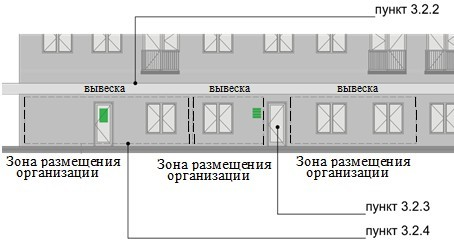 пункт 3.2.2
вывеска вывеска вывеска
Зона размещения
организации
Зона размещения
организации
Зона размещения
организации
пункт 3.2.3
пункт 3.2.4